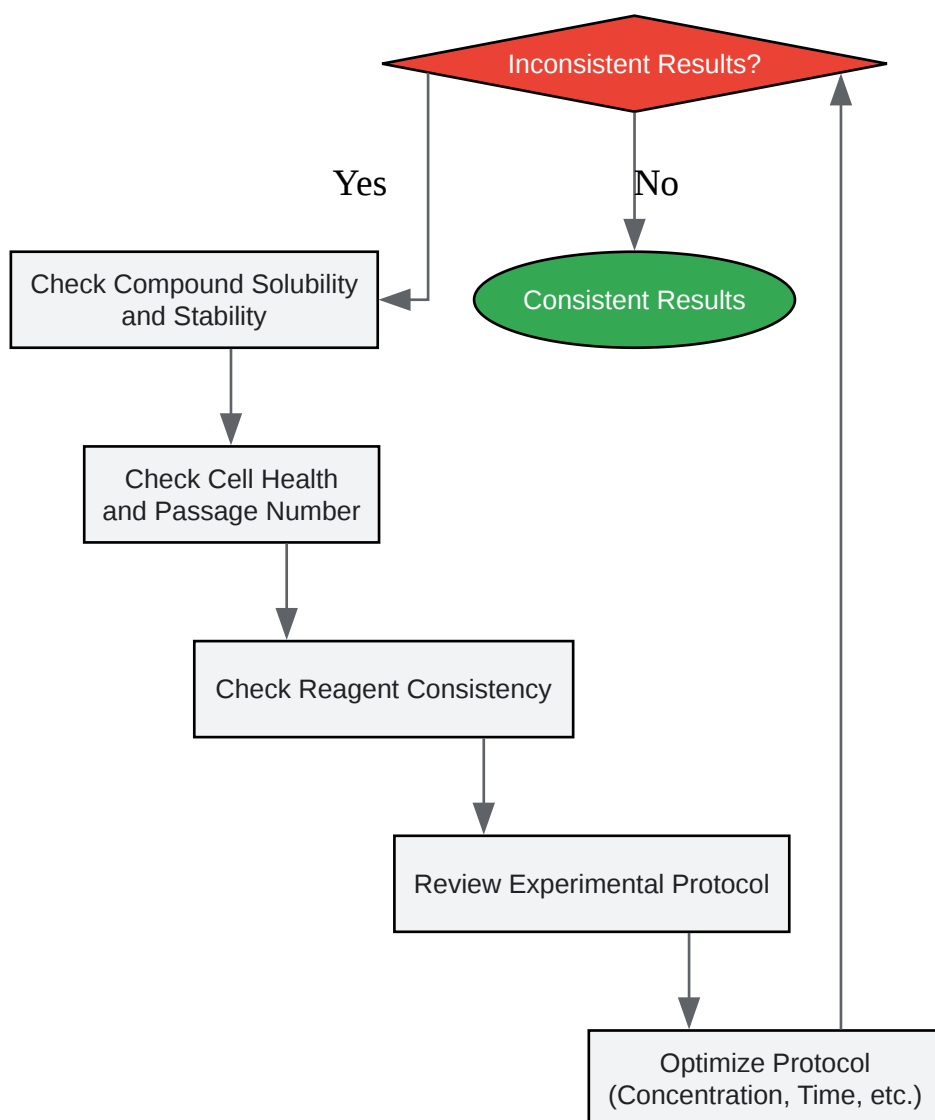 Inconsistent Results?
Yes
No
Check Compound Solubility
and Stability
Consistent Results
Check Cell Health
and Passage Number
Check Reagent Consistency
Review Experimental Protocol
Optimize Protocol
(Concentration, Time, etc.)